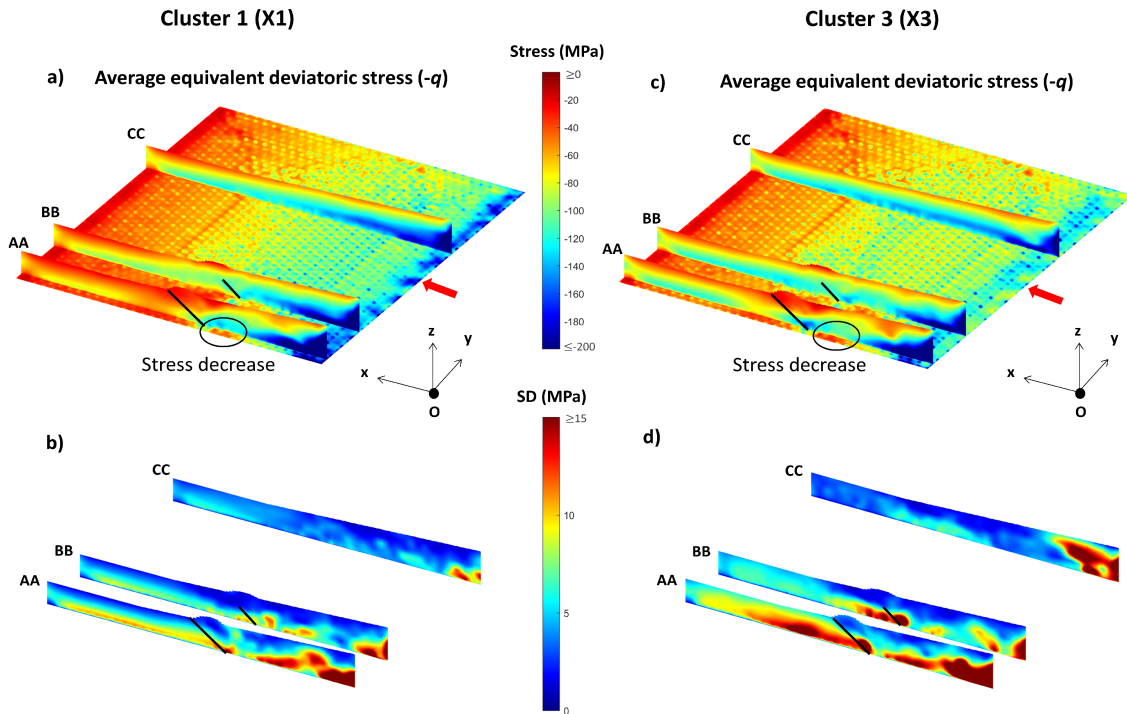 Cluster 1 (X1)
Cluster 3 (X3)
Stress (MPa)
a)
Average equivalent deviatoric stress (-q)
c)
Average equivalent deviatoric stress (-q)
≥0
-20
-40
-60
-80
-100
-120
-140
-160
-180
≤-200
CC
BB
AA
Stress decrease
z
y
x
O
CC
BB
AA
Stress decrease
z
y
x
O
SD (MPa)
≥15
10
5
0
b)
CC
BB
AA
d)
CC
BB
AA